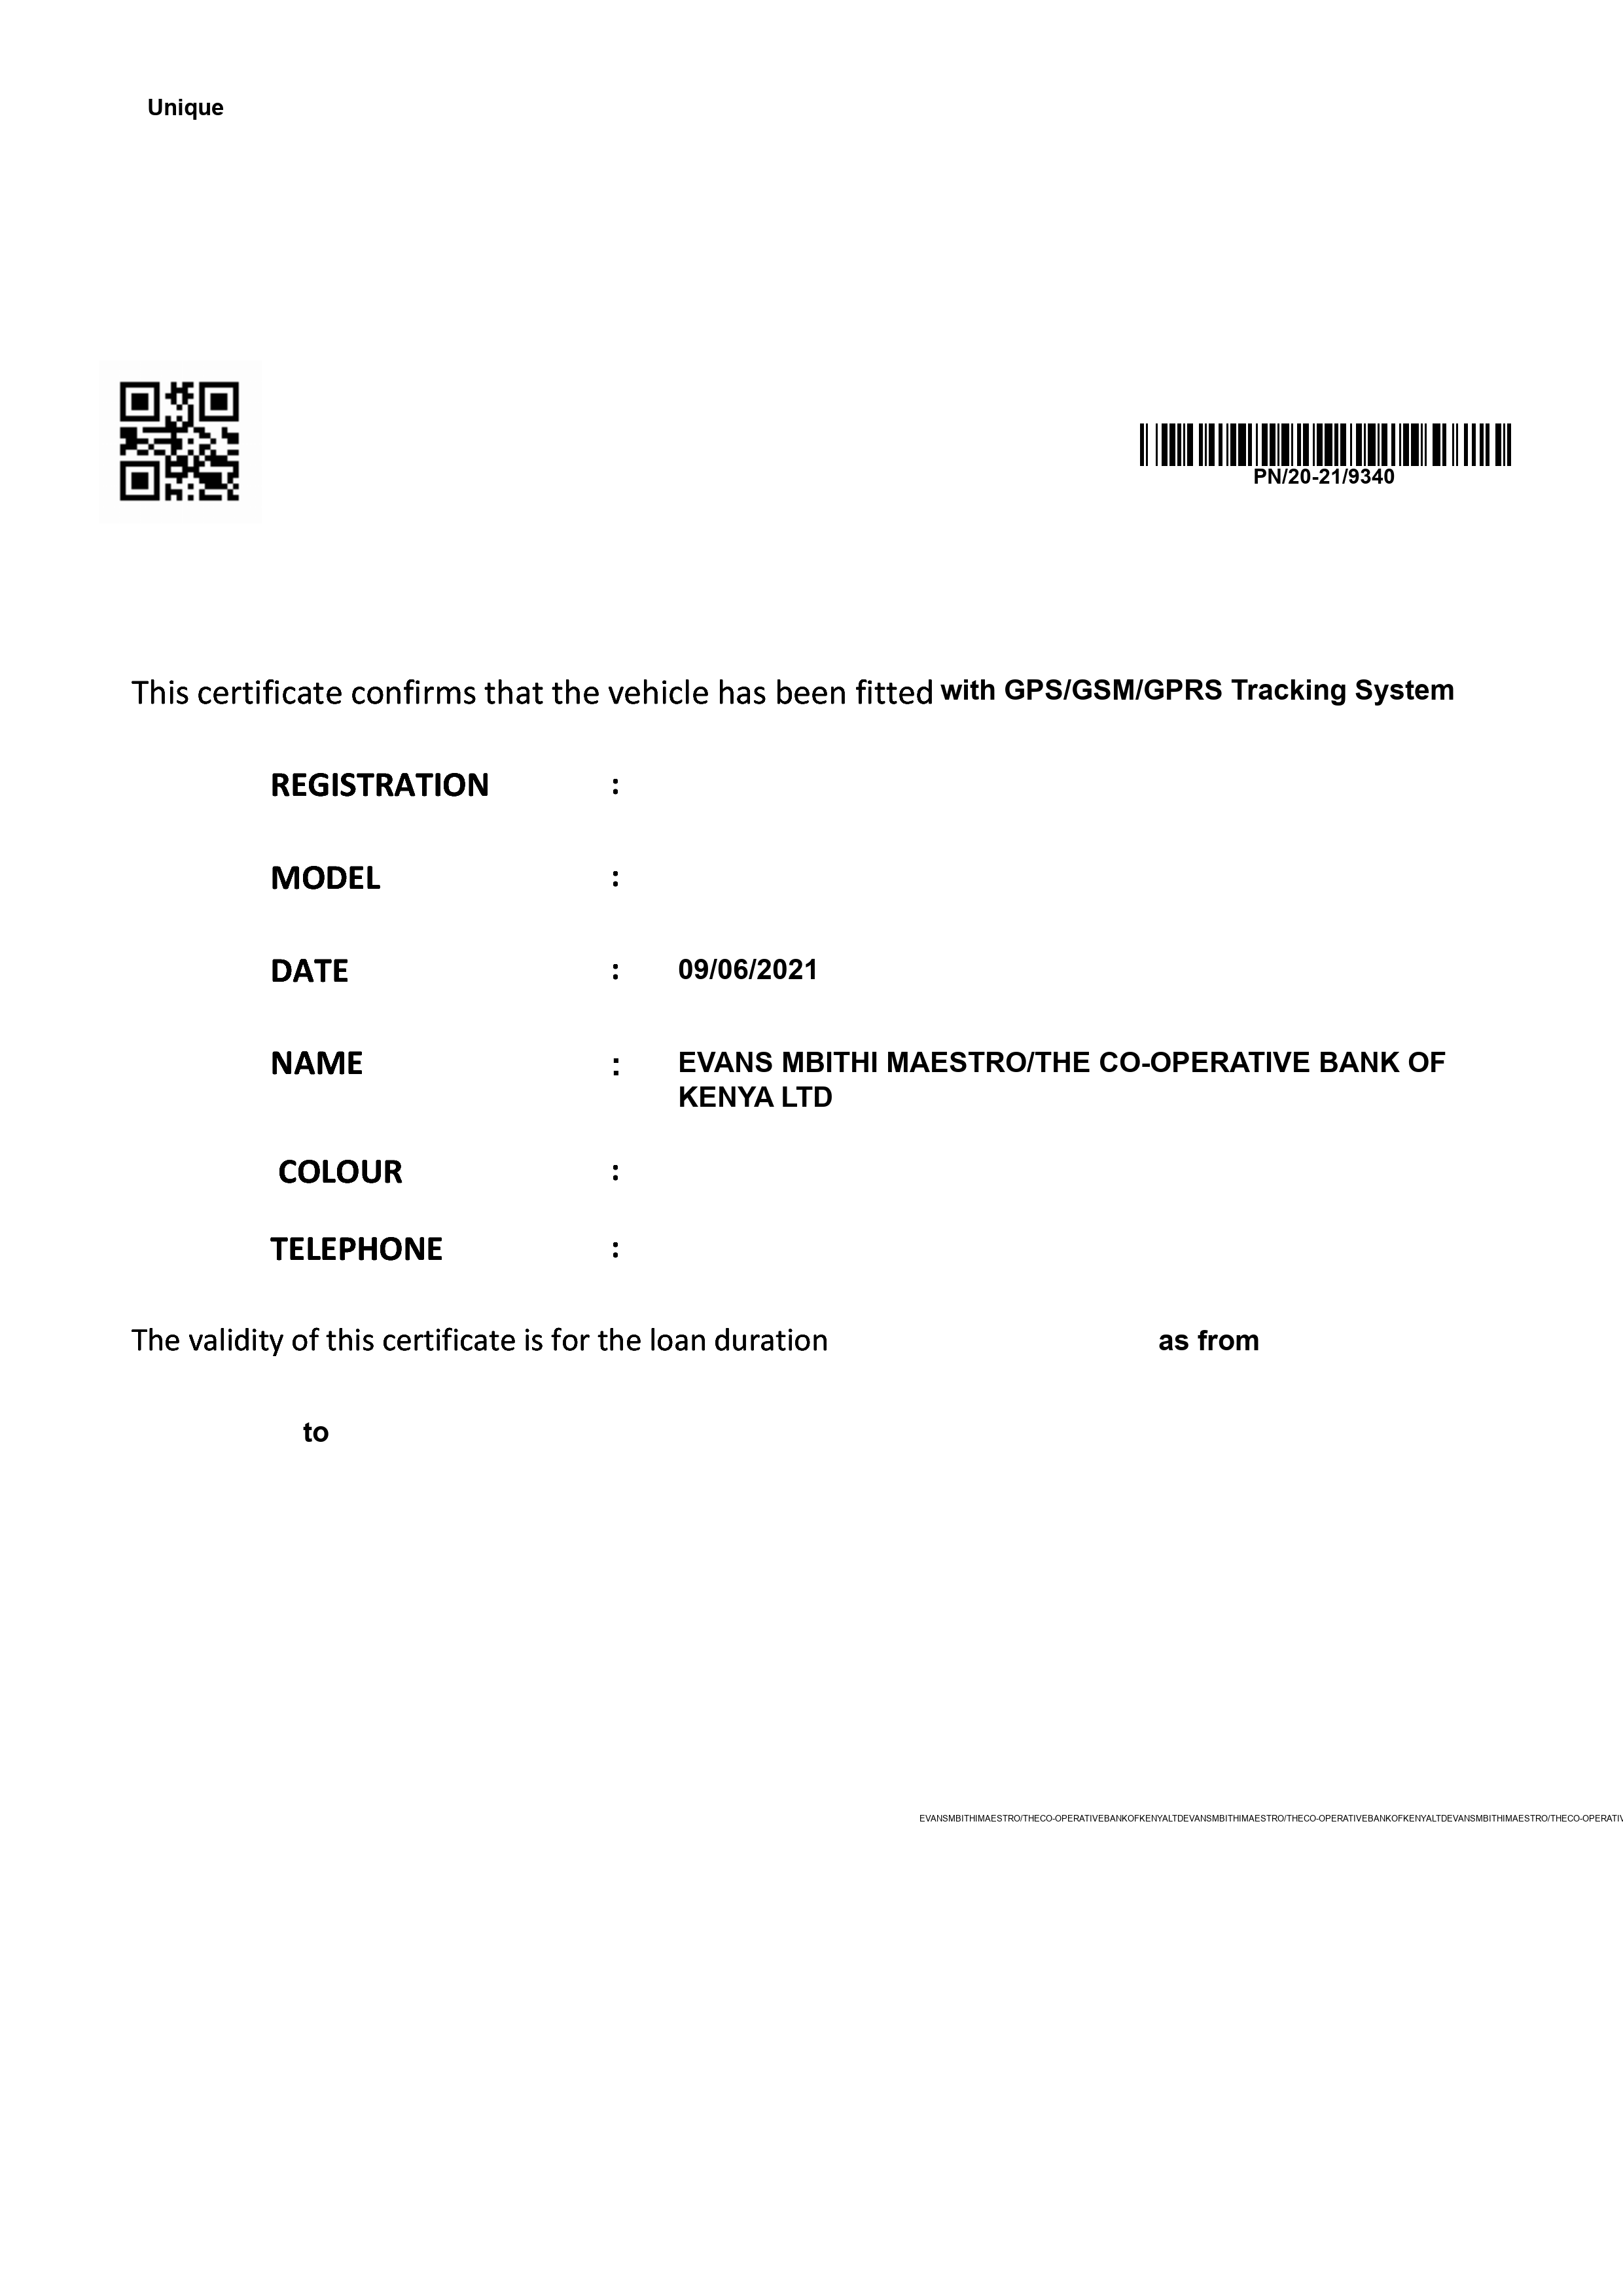 Unique
PN/20-21/9340
This certificate confirms that the vehicle has been fitted with GPS/GSM/GPRS Tracking System
REGISTRATION :
MODEL :
DATE : 09/06/2021
NAME : EVANS MBITHI MAESTRO/THE CO-OPERATIVE BANK OF
KENYA LTD
COLOUR :
TELEPHONE :
The validity of this certificate is for the loan duration as from
to
EVANSMBITHIMAESTRO/THECO-OPERATIVEBANKOFKENYALTDEVANSMBITHIMAESTRO/THECO-OPERATIVEBANKOFKENYALTDEVANSMBITHIMAESTRO/THECO-OPERATIV